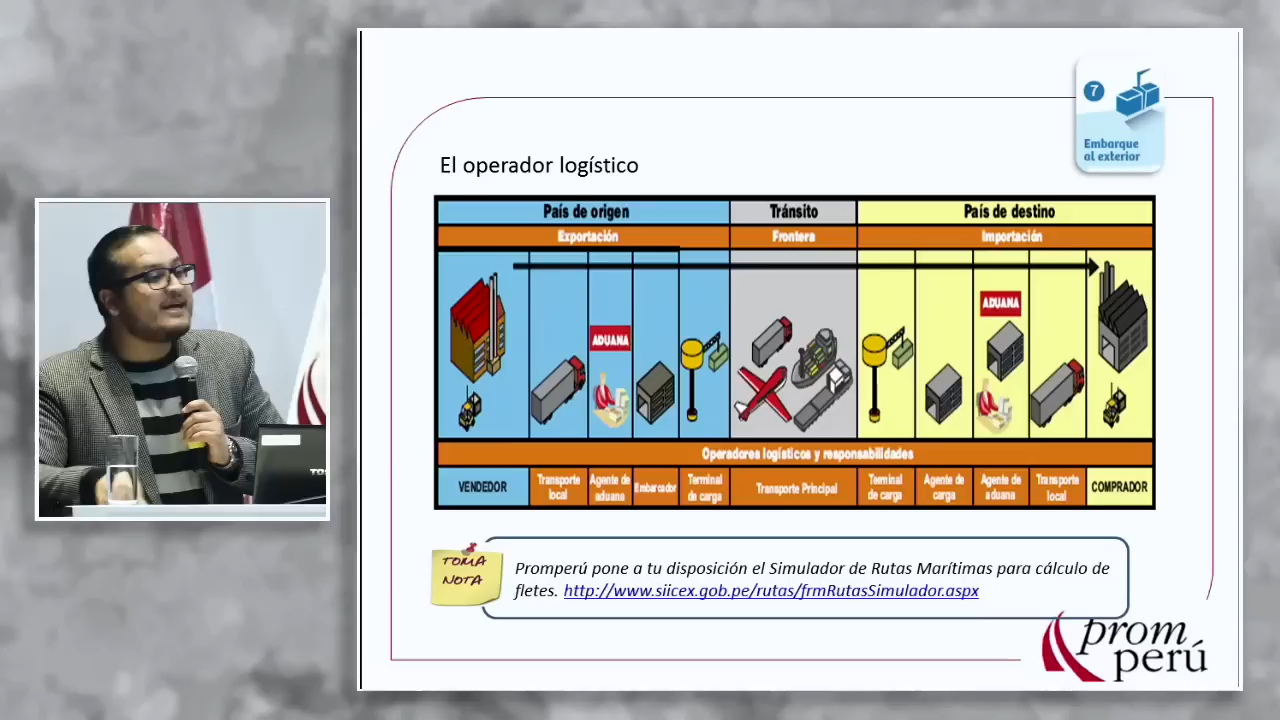 7
Embarque
al exterior
El operador logístico
País de origen
Tránsito
País de destino
Exportación
Frontera
Importación
ADUANA
ADUANA
Operadores logísticos y responsabilidades
VENDEDOR
Transporte
local
Agente de
aduana
Embarcador
Terminal
de carga
Transporte Principal
Terminal
de carga
Agente de
carga
Agente de
aduana
Transporte
local
COMPRADOR
TOMA
NOTA
Promperú pone a tu disposición el Simulador de Rutas Marítimas para cálculo de
fletes. http://www.siicex.gob.pe/rutas/frmRutasSimulador.aspx
prom
perú